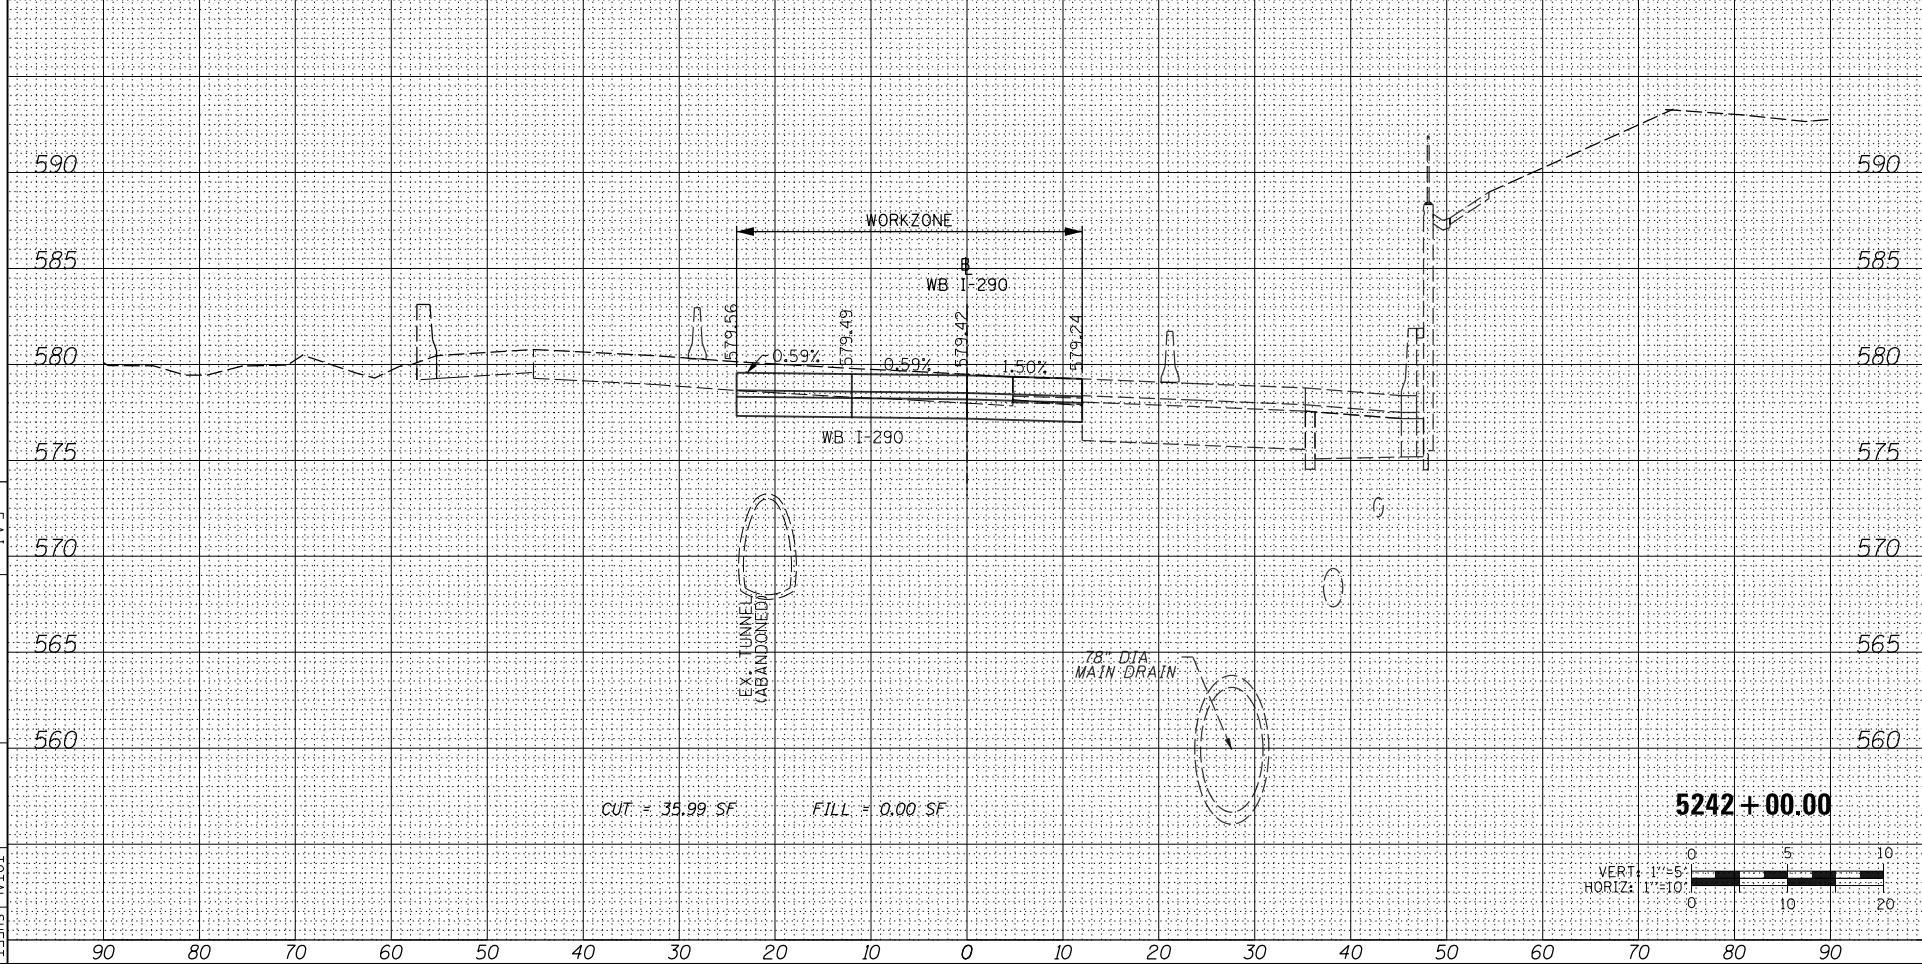 590 590
WORKZONE
585 585
B
WB I-290
579.56 579.49 579.42 579.24
580 580
0.59% 0.59% 1.50%
WB I-290
575 575
570 570
EX. TUNNEL
(ABANDONED)
565 565
78" DIA.
MAIN DRAIN
560 560
CUT = 35.99 SF FILL = 0.00 SF
5242+00.00
0 5 10
VERT: 1"=5'
HORIZ: 1"=10'
0 10 20
90 80 70 60 50 40 30 20 10 0 10 20 30 40 50 60 70 80 90